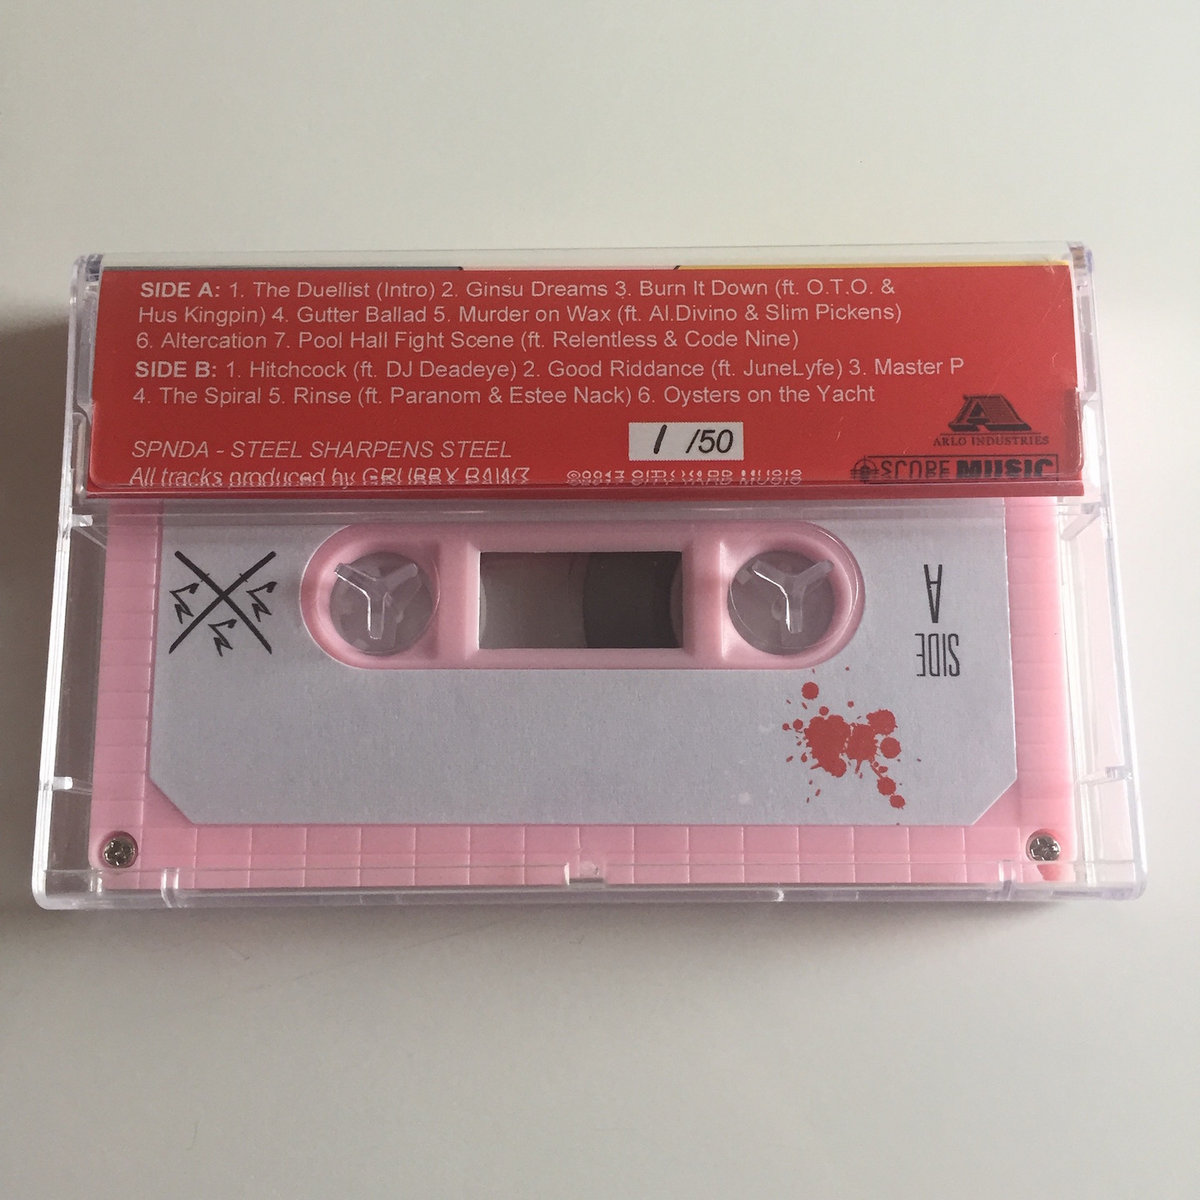 SIDE A: 1. The Duellist (Intro) 2. Ginsu Dreams 3. Burn It Down (ft. O.T.O. &
Hus Kingpin) 4. Gutter Ballad 5. Murder on Wax (ft. Al.Divino & Slim Pickens)
6. Altercation 7. Pool Hall Fight Scene (ft. Relentless & Code Nine)
SIDE B: 1. Hitchcock (ft. DJ Deadeye) 2. Good Riddance (ft. JuneLyfe) 3. Master P
4. The Spiral 5. Rinse (ft. Paranom & Estee Nack) 6. Oysters on the Yacht
1 /50
ARLO INDUSTRIES
SPNDA - STEEL SHARPENS STEEL
All tracks produced by GRUBBY
MUSIC
SCORE MUSIC
SIDE A